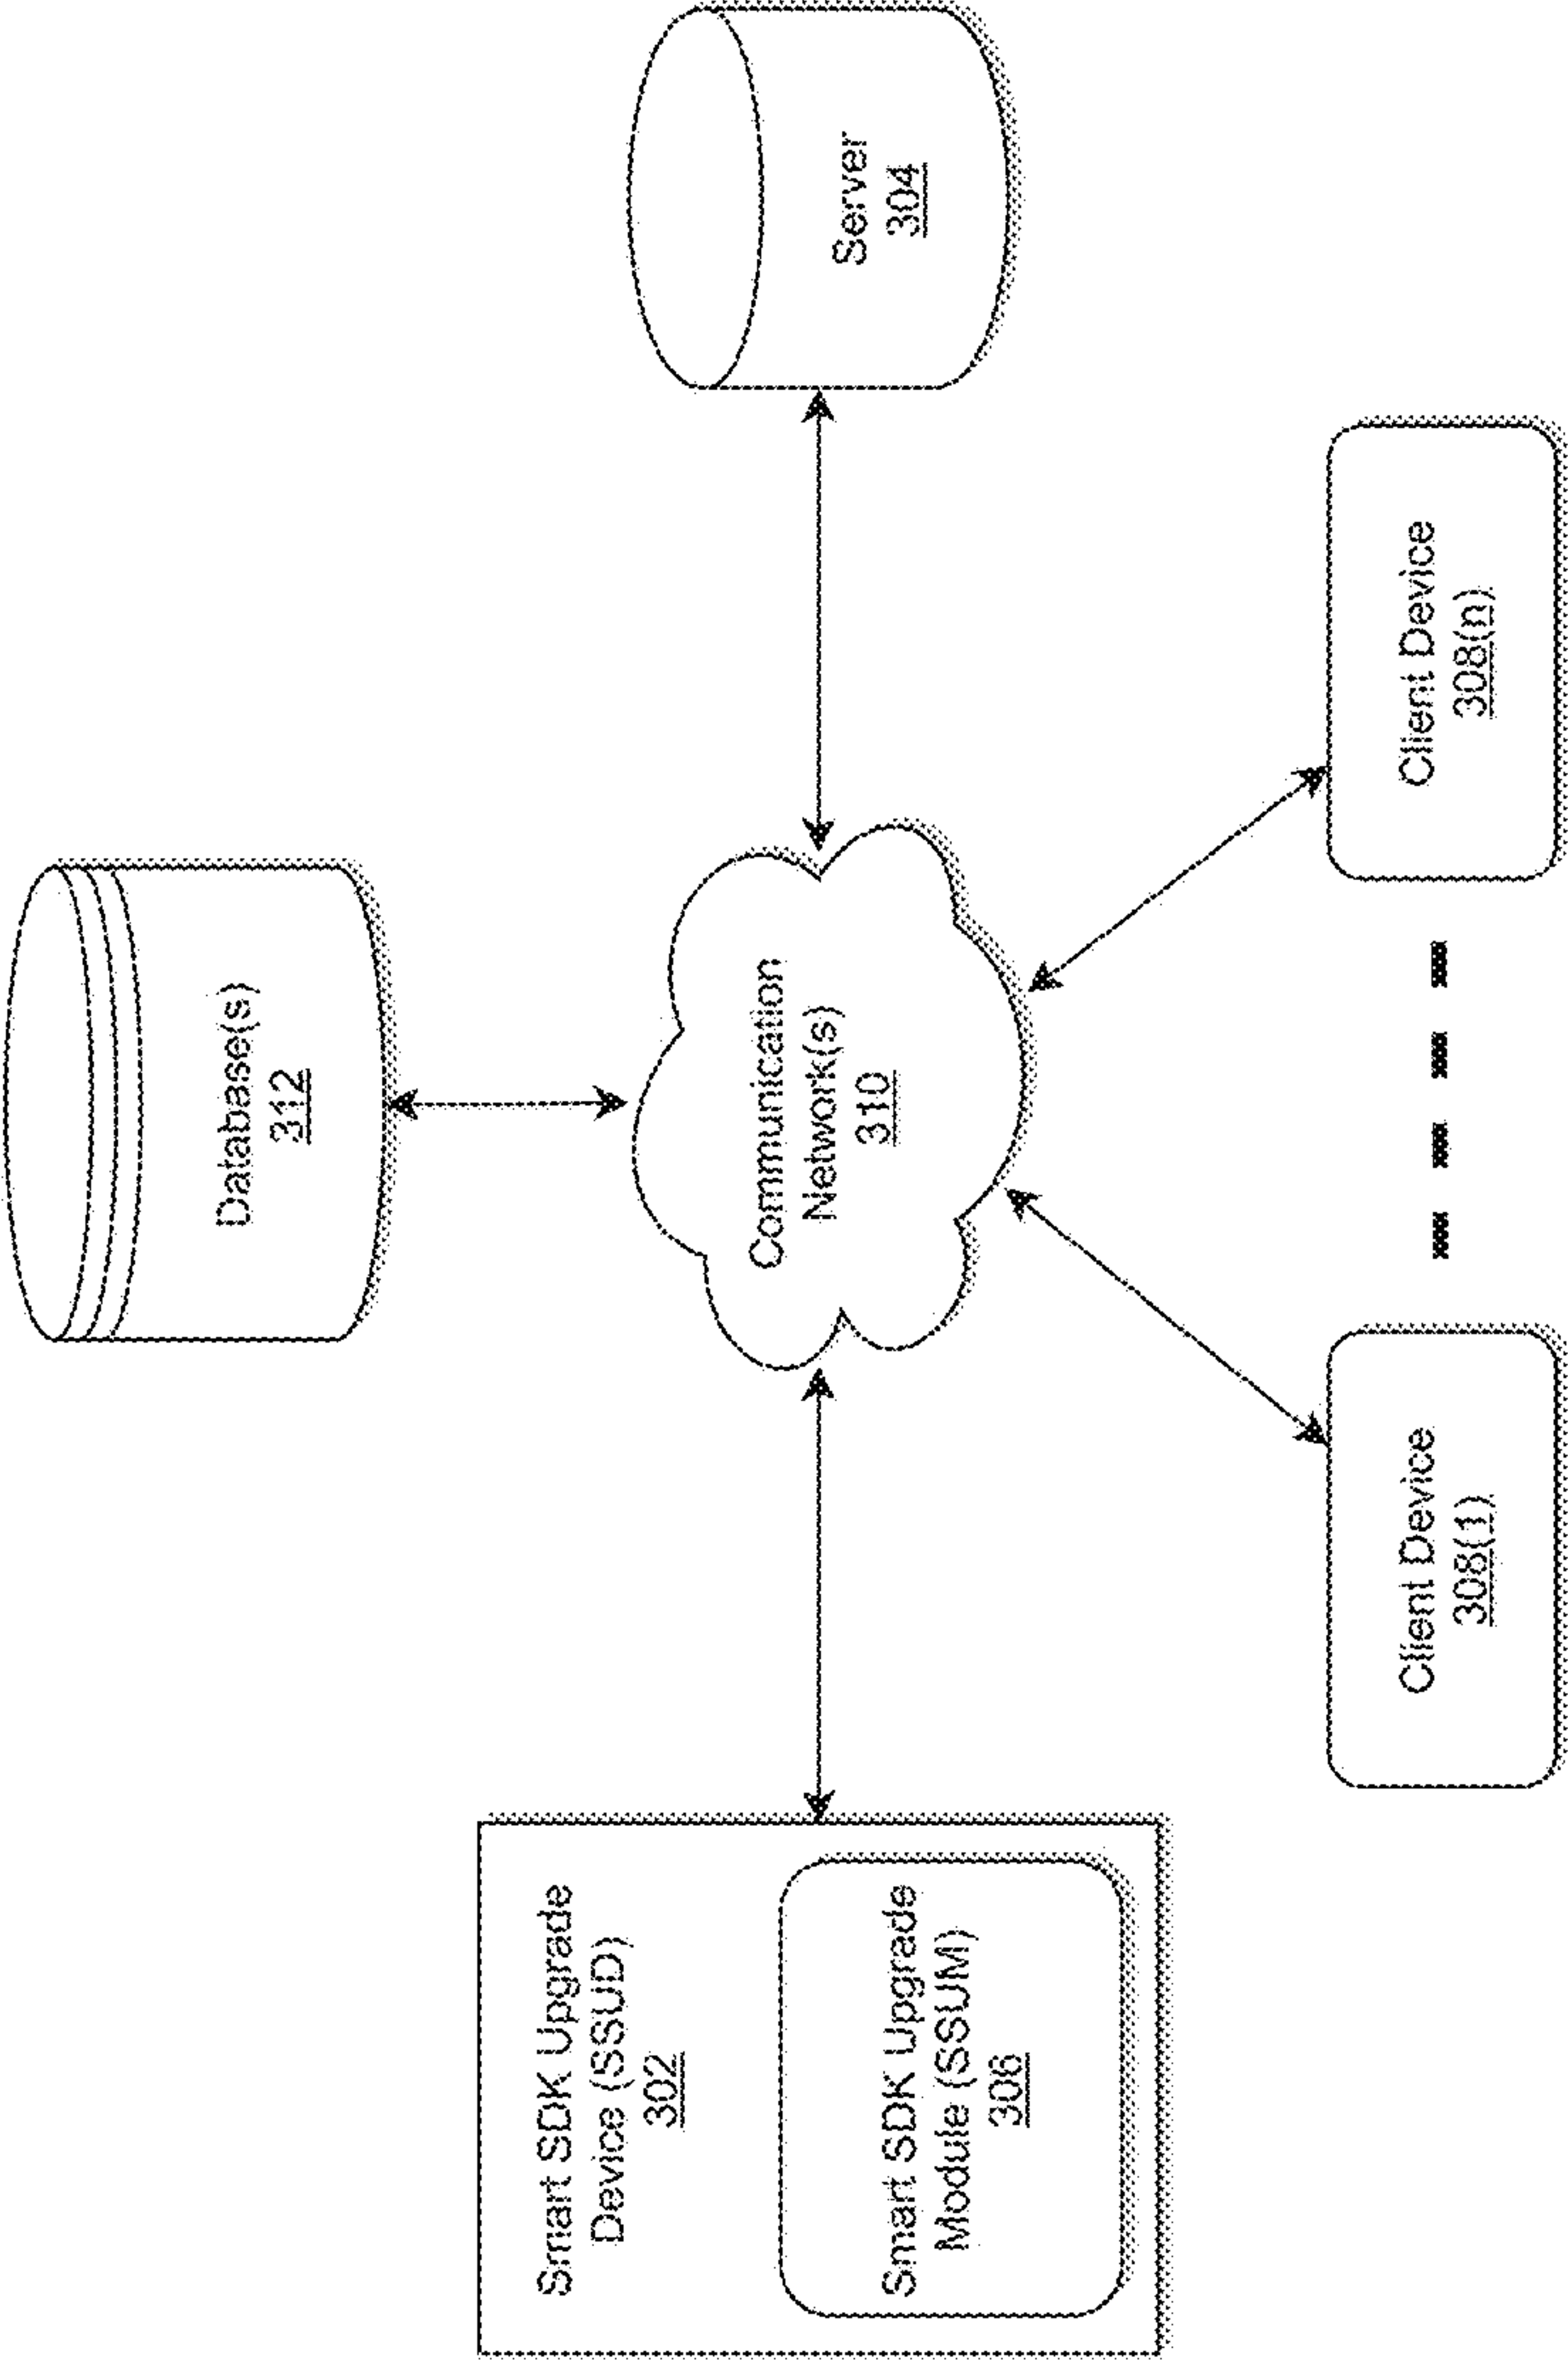 Database(s)
312
Smart SDK Upgrade
Device (SSUD)
302
Smart SDK Upgrade
Module (SSUM)
306
Communication
Network(s)
310
Server
304
Client Device
308(1)
Client Device
308(n)